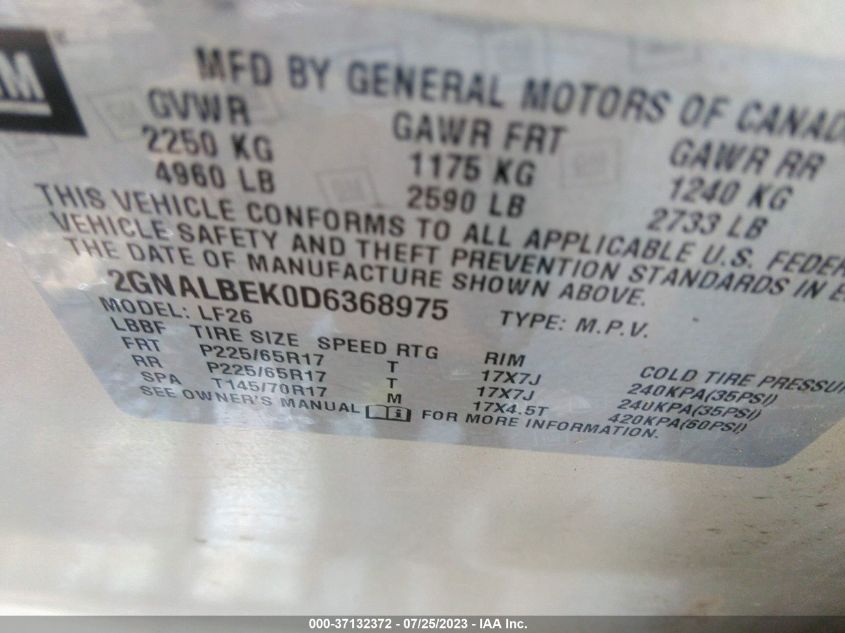 GM
MFD BY GENERAL MOTORS OF CANADA
GVWR GAWR FRT GAWR RR
2250 KG 1175 KG 1240 KG
4960 LB 2590 LB 2733 LB
THIS VEHICLE CONFORMS TO ALL APPLICABLE U.S. FEDER
VEHICLE SAFETY AND THEFT PREVENTION STANDARDS IN E
THE DATE OF MANUFACTURE SHOWN ABOVE.
2GNALBEK0D6368975 TYPE: M.P.V.
MODEL: LF26
LBBF TIRE SIZE SPEED RTG RIM COLD TIRE PRESSU
FRT P225/65R17 T 17X7J 240KPA(35PSI)
RR P225/65R17 T 17X7J 240KPA(35PSI)
SPA T145/70R17 M 17X4.5T 420KPA(60PSI)
SEE OWNER'S MANUAL FOR MORE INFORMATION.
000-37132372 - 07/25/2023 - IAA Inc.